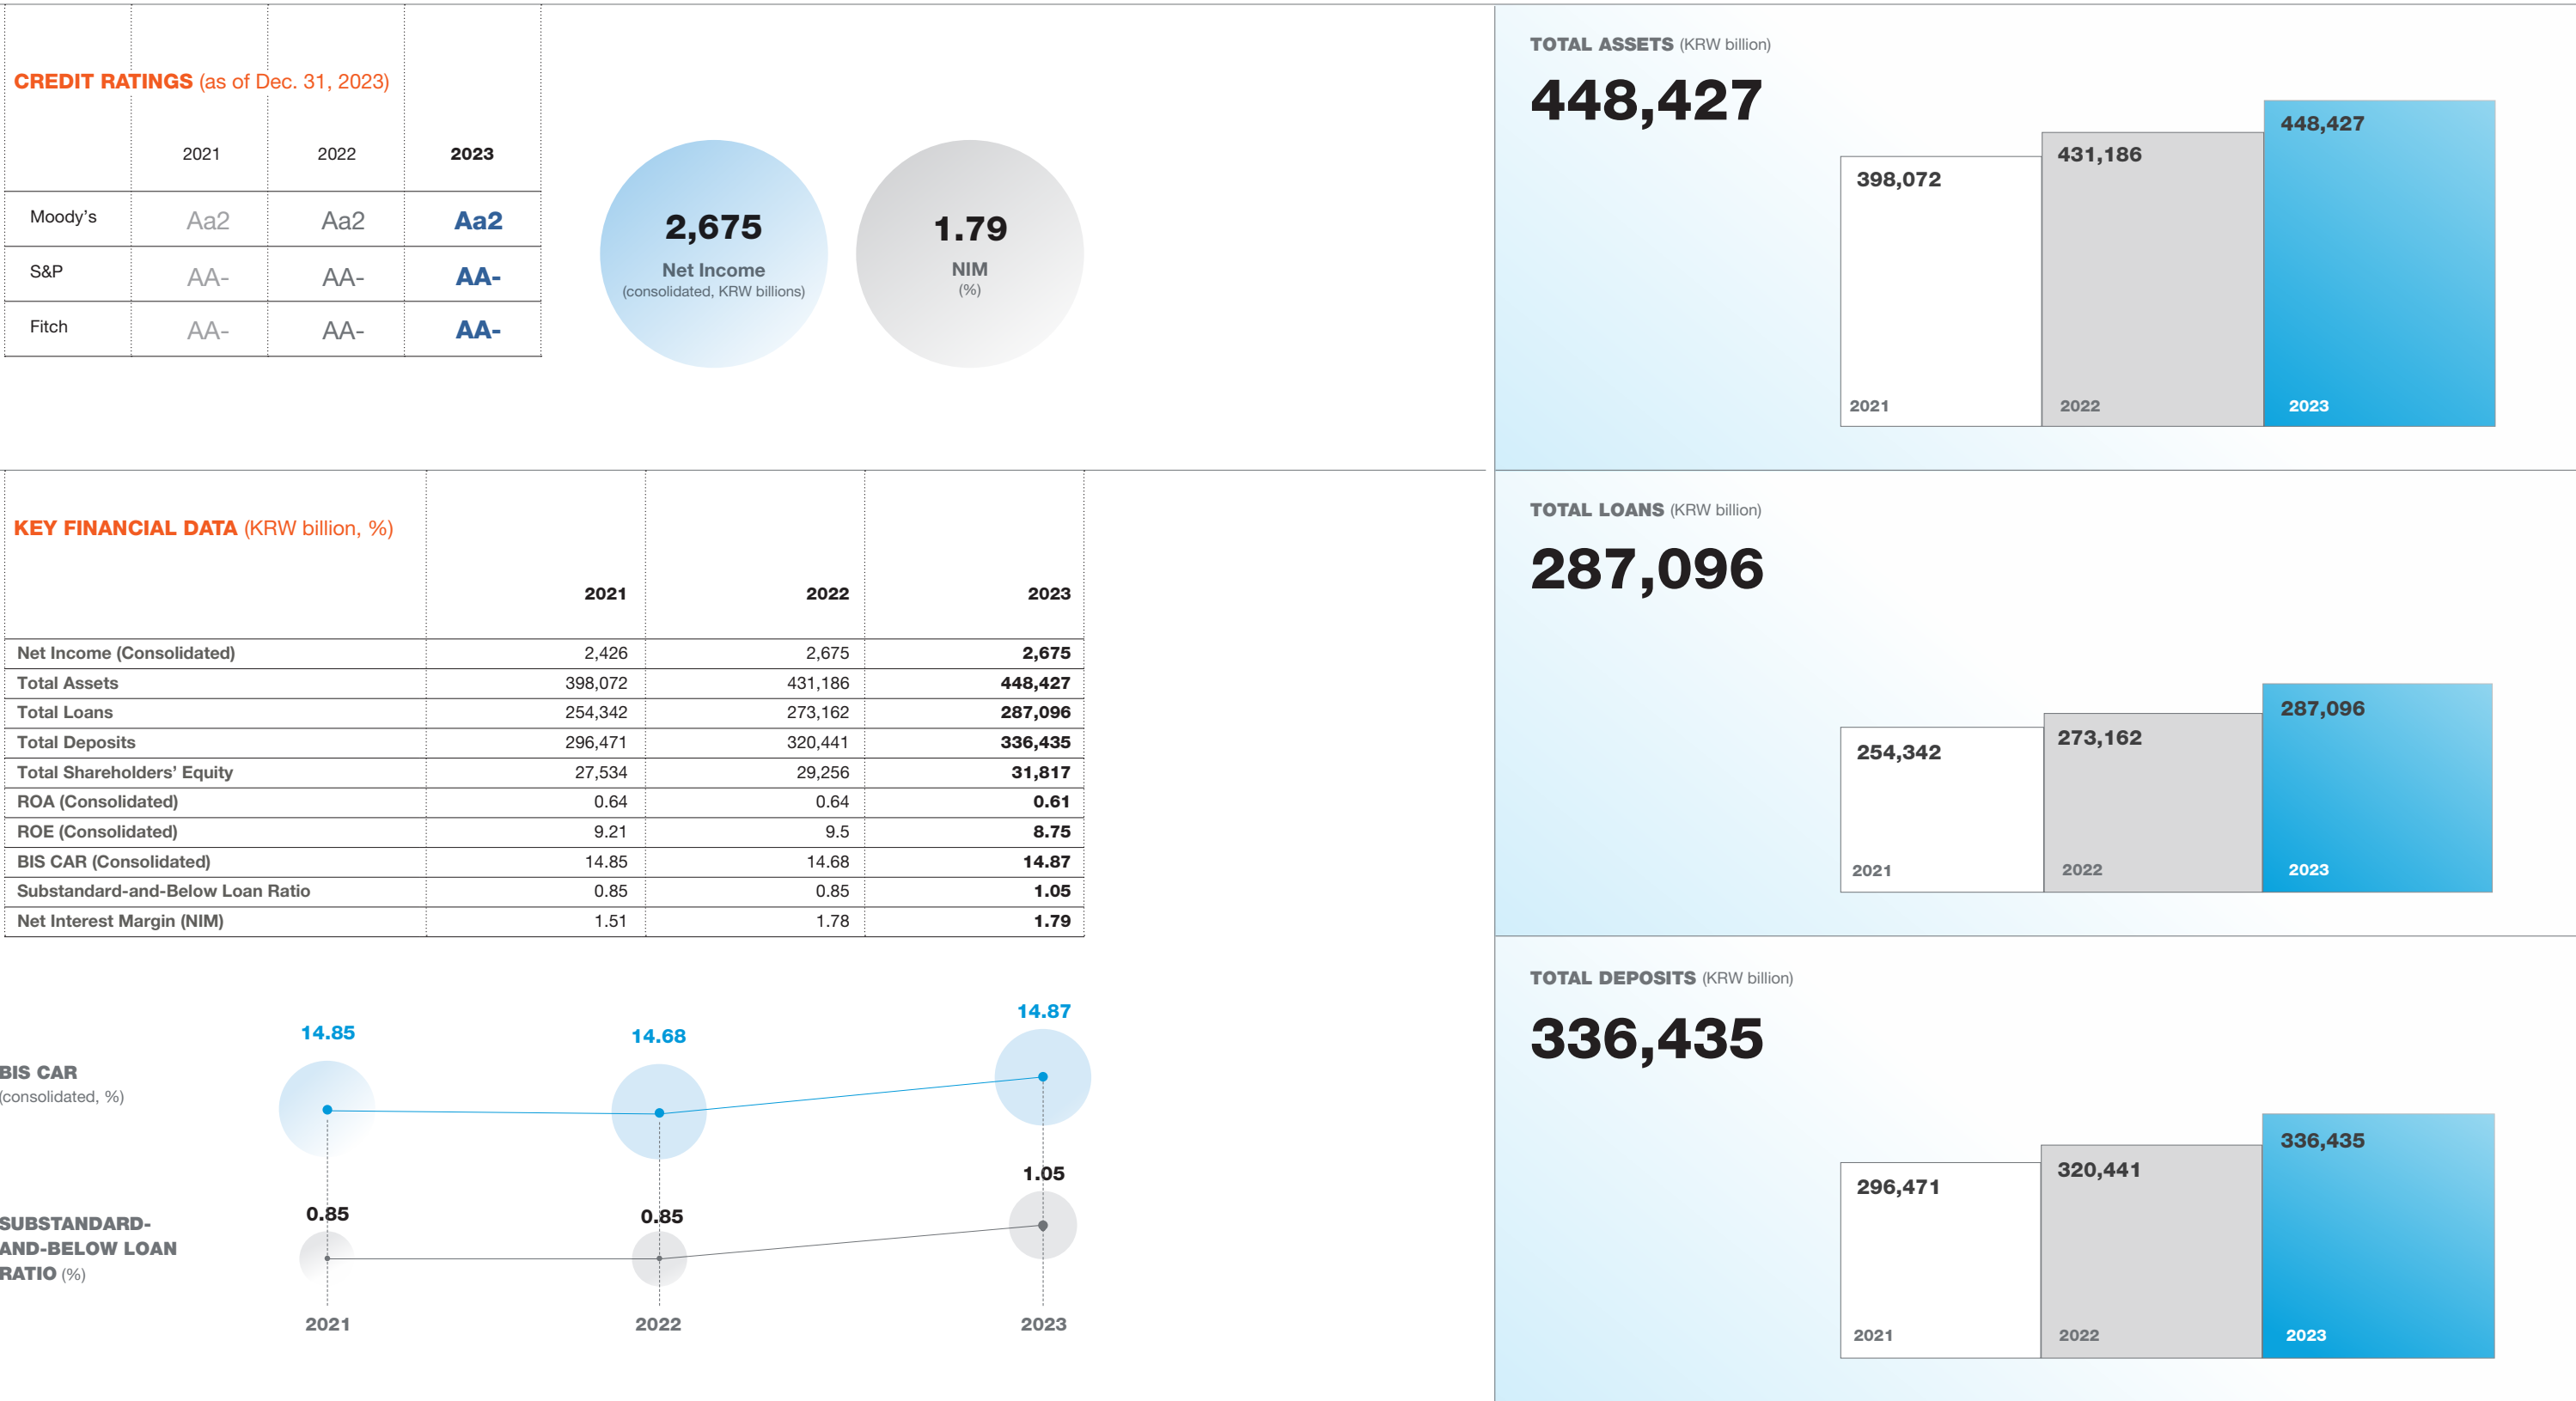 CREDIT RATINGS (as of Dec. 31, 2023)
2021 2022 2023
Moody's Aa2 Aa2 Aa2
S&P AA- AA- AA-
Fitch AA- AA- AA-
2,675
Net Income
(consolidated, KRW billions)
1.79
NIM
(%)
KEY FINANCIAL DATA (KRW billion, %)
2021 2022 2023
Net Income (Consolidated) 2,426 2,675 2,675
Total Assets 398,072 431,186 448,427
Total Loans 254,342 273,162 287,096
Total Deposits 296,471 320,441 336,435
Total Shareholders' Equity 27,534 29,256 31,817
ROA (Consolidated) 0.64 0.64 0.61
ROE (Consolidated) 9.21 9.5 8.75
BIS CAR (Consolidated) 14.85 14.68 14.87
Substandard-and-Below Loan Ratio 0.85 0.85 1.05
Net Interest Margin (NIM) 1.51 1.78 1.79
BIS CAR
(consolidated, %)
14.85 14.68 14.87
SUBSTANDARD-
AND-BELOW LOAN
RATIO (%)
0.85 0.85 1.05
2021 2022 2023
TOTAL ASSETS (KRW billion)
448,427
398,072 431,186 448,427
2021 2022 2023
TOTAL LOANS (KRW billion)
287,096
254,342 273,162 287,096
2021 2022 2023
TOTAL DEPOSITS (KRW billion)
336,435
296,471 320,441 336,435
2021 2022 2023